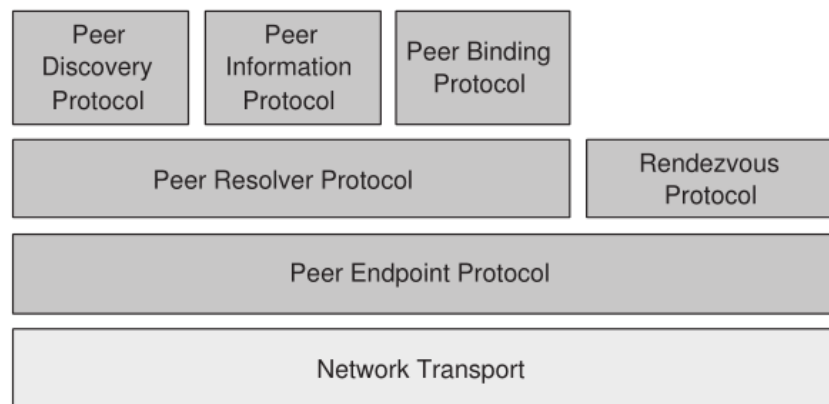 Peer
Discovery
Protocol
Peer
Information
Protocol
Peer Binding
Protocol
Peer Resolver Protocol
Rendezvous
Protocol
Peer Endpoint Protocol
Network Transport